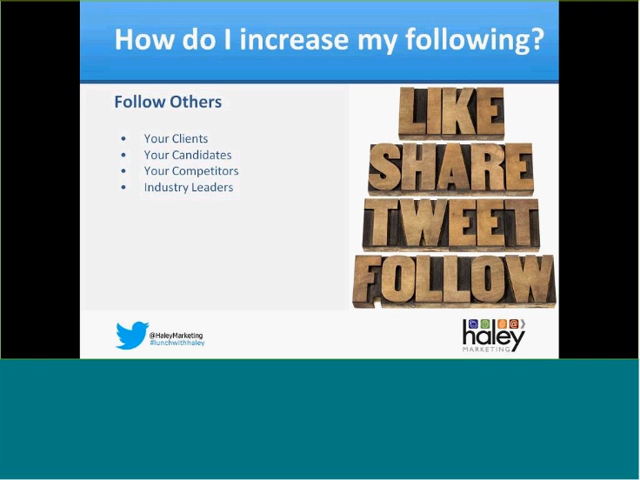 How do I increase my following?
Follow Others
• Your Clients
• Your Candidates
• Your Competitors
• Industry Leaders
LIKE
SHARE
TWEET
FOLLOW
@HaleyMarketing
#lunchwithhaley
haley
MARKETING